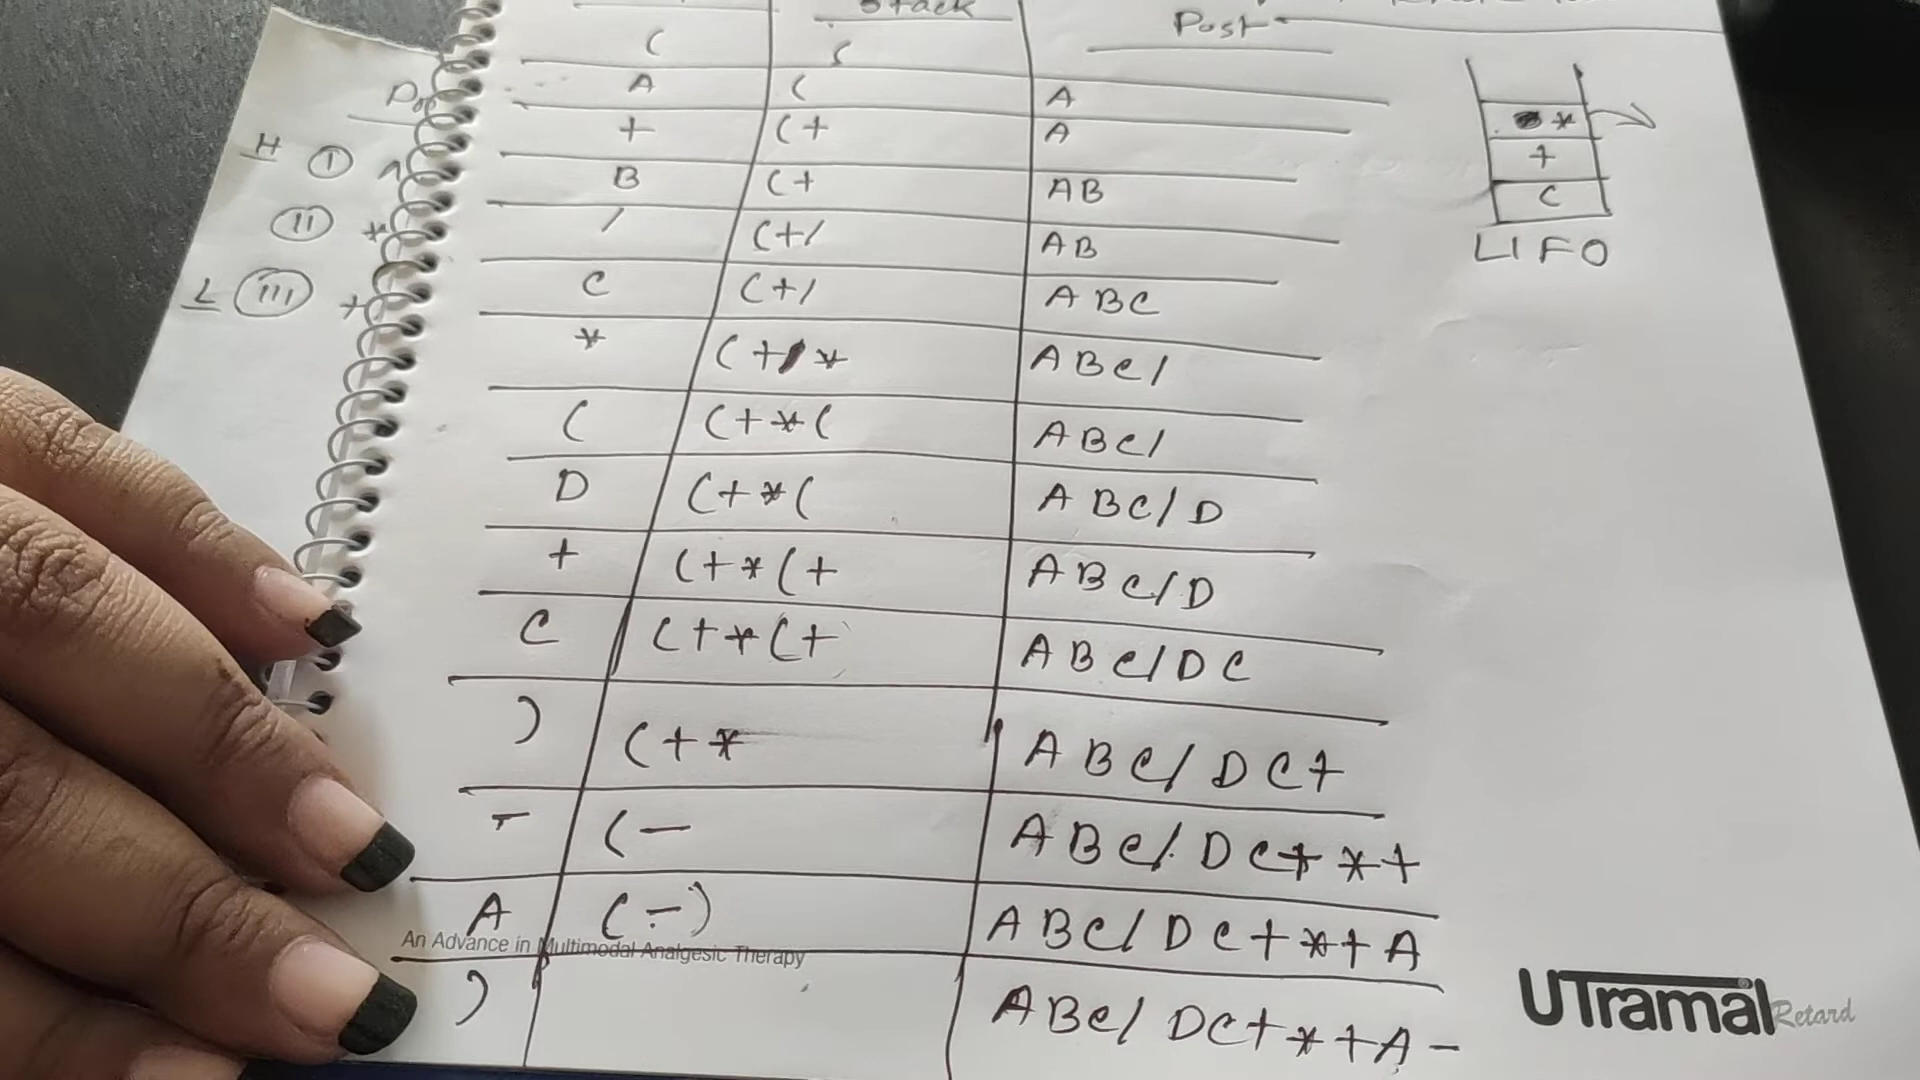 Stack
Post
( (
A ( A
+ (+ A
B (+ AB
/ (+/ AB
C (+/ ABC
* (+/* ABC/
( (+*( ABC/
D (+*( ABC/D
+ (+*(+ ABC/D
C (+*(+ ABC/DC
) (+* ABC/DC+
- (- ABC/DC+*+
A (-) ABC/DC+*+A
) ABC/DC+*+A-
H I ^
II *
L III +
*
+
C
LIFO
An Advance in Multimodal Analgesic Therapy
UTramal Retard